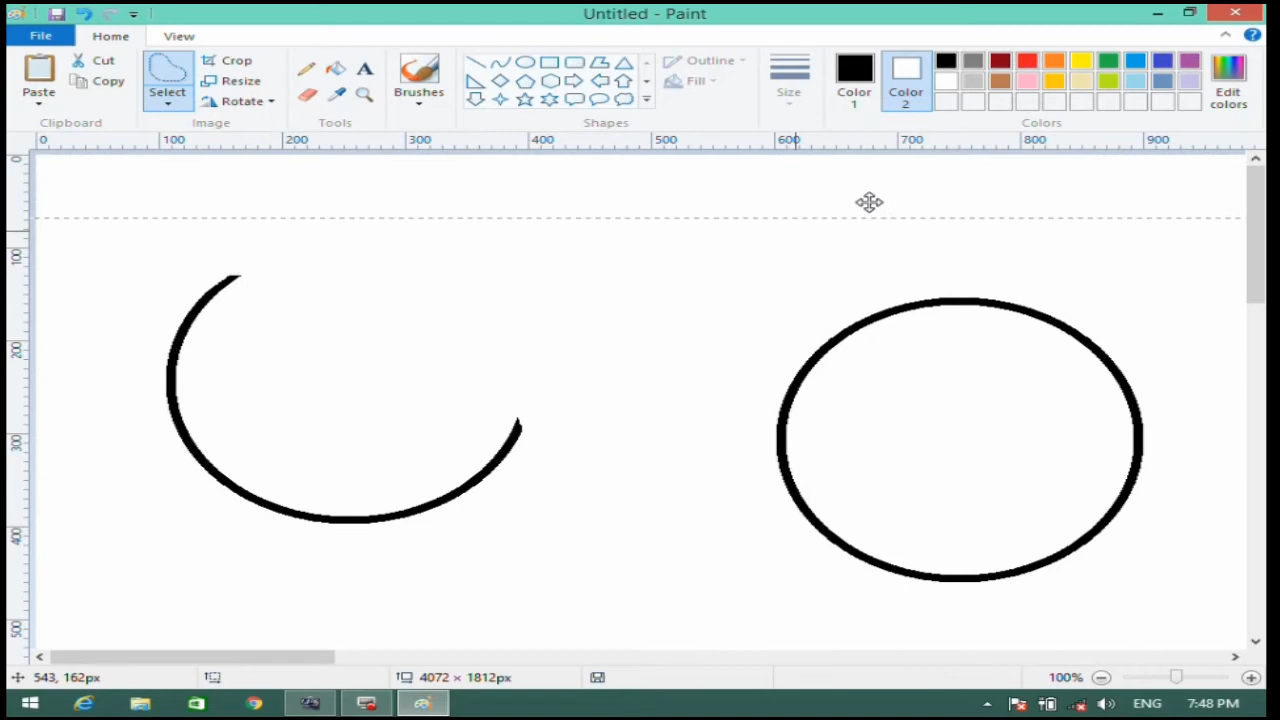 Untitled - Paint
File Home View
Paste
Cut
Copy
Clipboard
Select
Crop
Resize
Rotate
Image
A
Tools
Brushes
Shapes
Outline
Fill
Size
Color 1
Color 2
Edit colors
Colors
0 100 200 300 400 500 600 700 800 900
0
100
200
300
400
500
543, 162px
4072 × 1812px
100%
ENG
7:48 PM